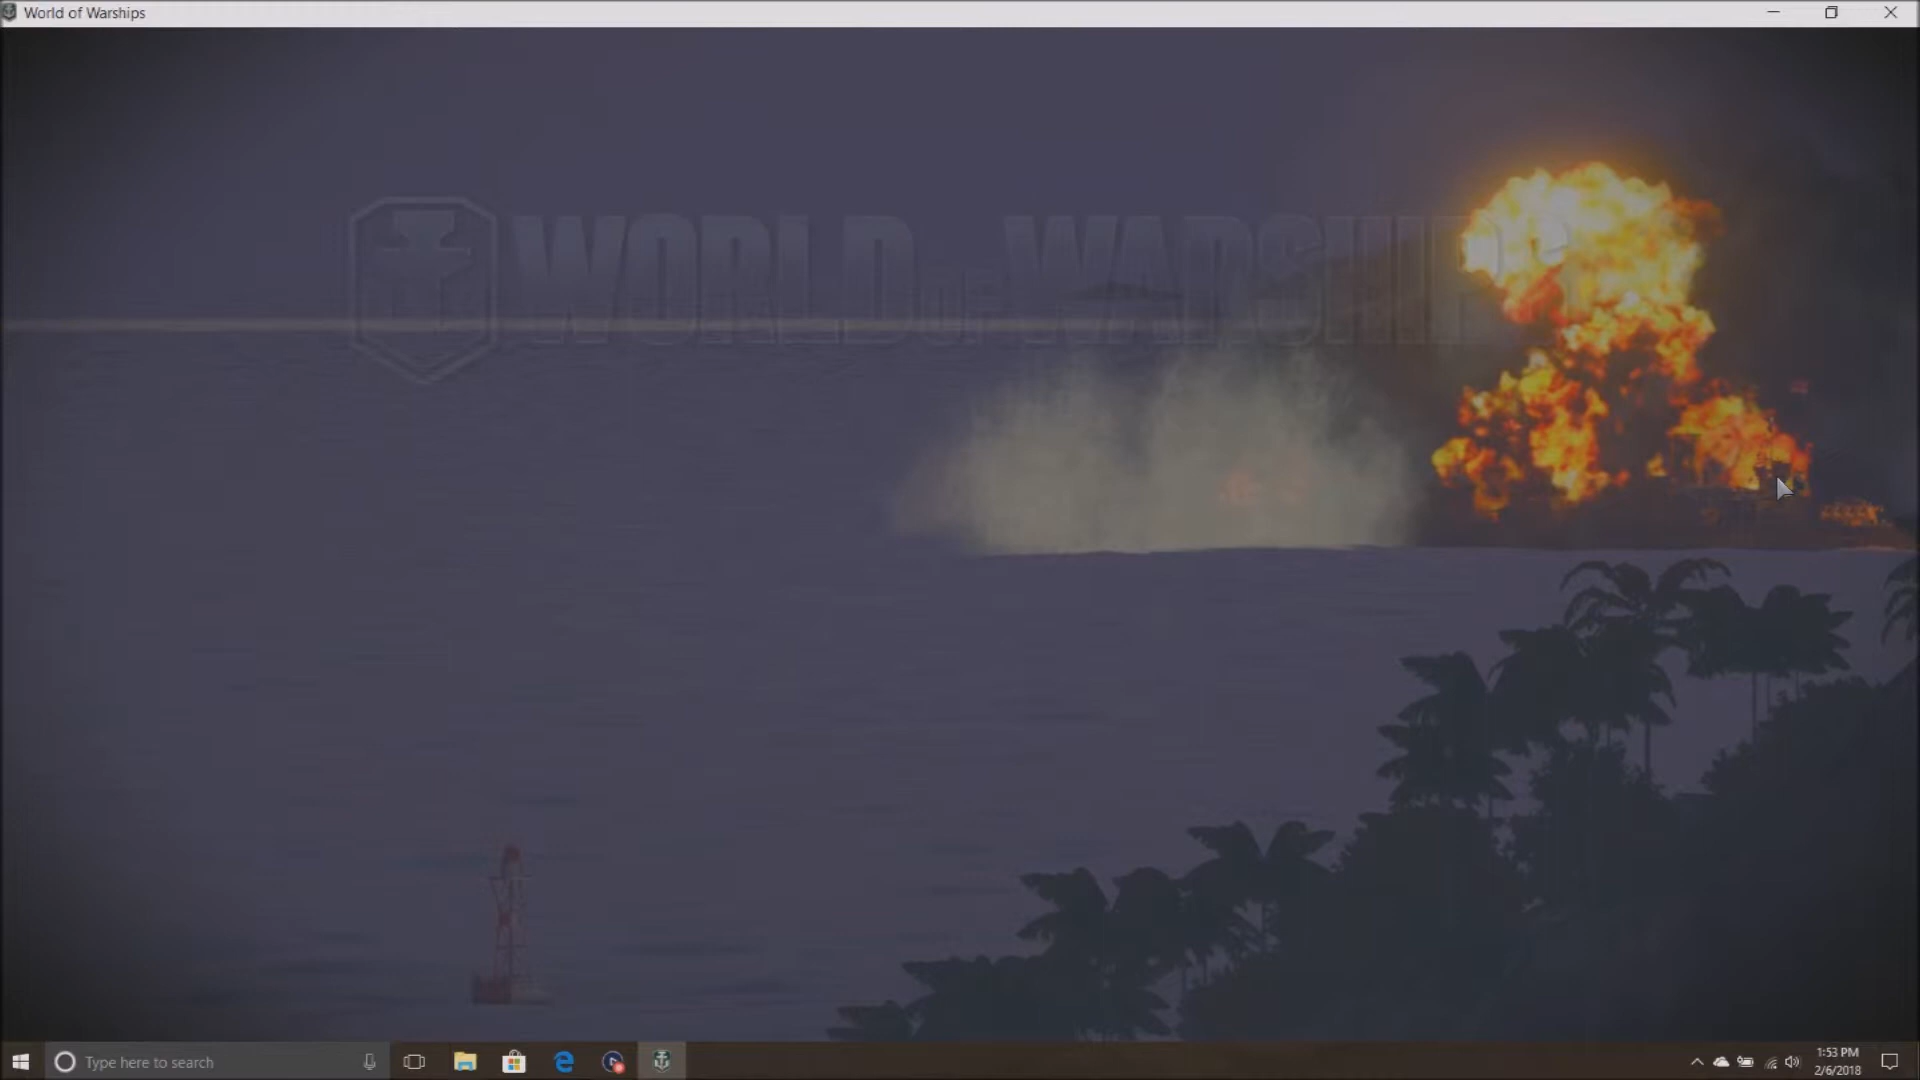 World of Warships
WORLD OF WARSHIPS
Type here to search
1:53 PM
2/6/2018